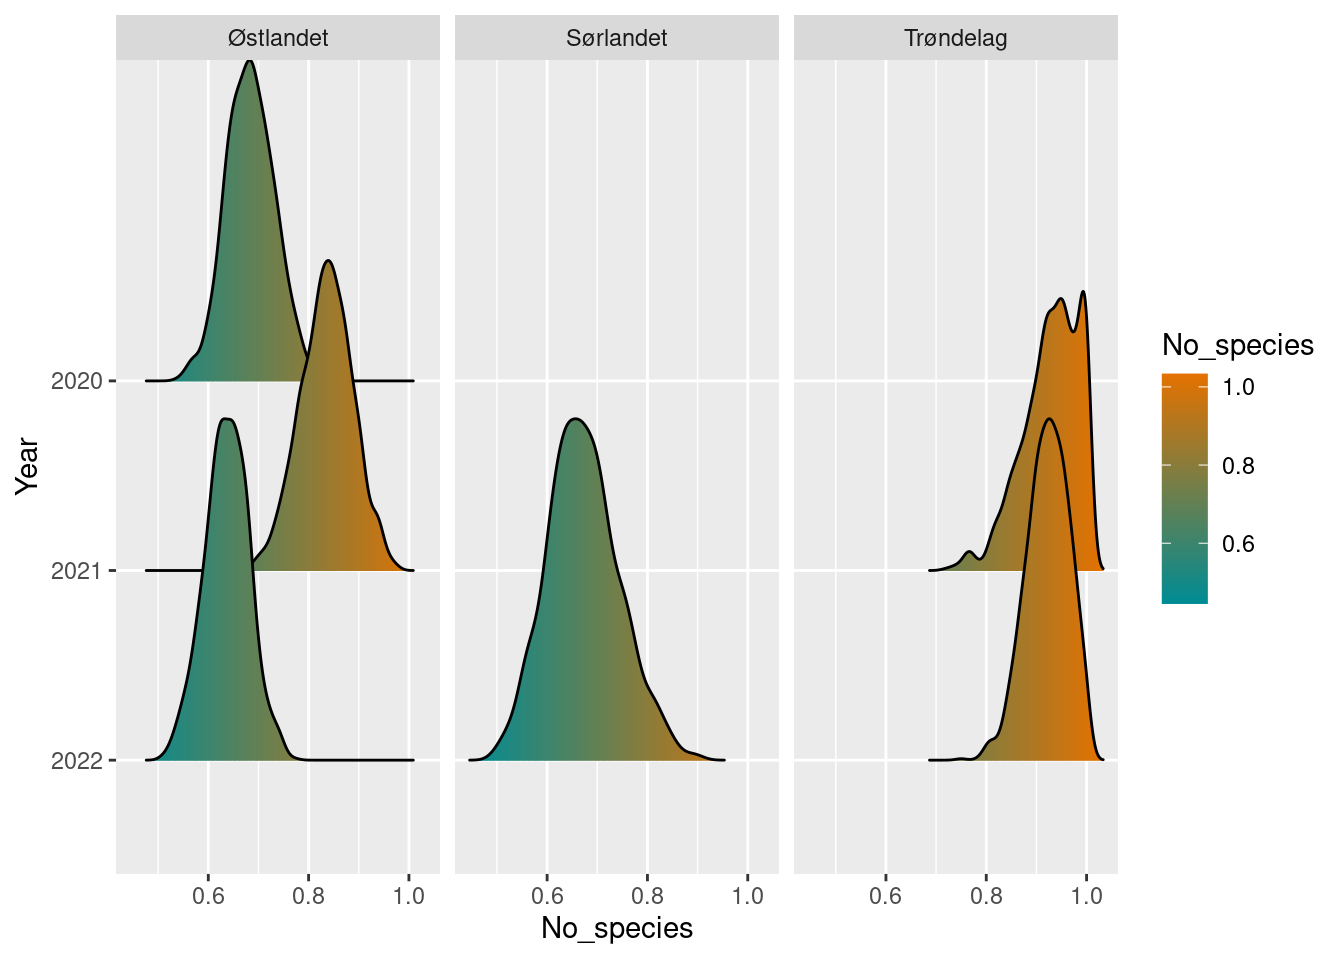 Østlandet Sørlandet Trøndelag
Year
2020
2021
2022
0.6 0.8 1.0 0.6 0.8 1.0 0.6 0.8 1.0
No_species
No_species
1.0
0.8
0.6